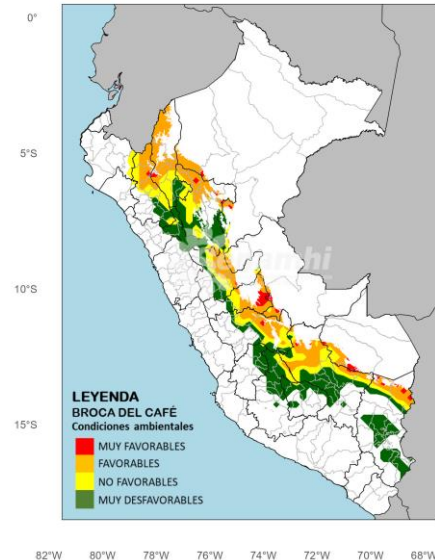 0°
5°S
10°S
15°S
senamhi
LEYENDA
BROCA DEL CAFÉ
Condiciones ambientales
MUY FAVORABLES
FAVORABLES
NO FAVORABLES
MUY DESFAVORABLES
82°W 80°W 78°W 76°W 74°W 72°W 70°W 68°W